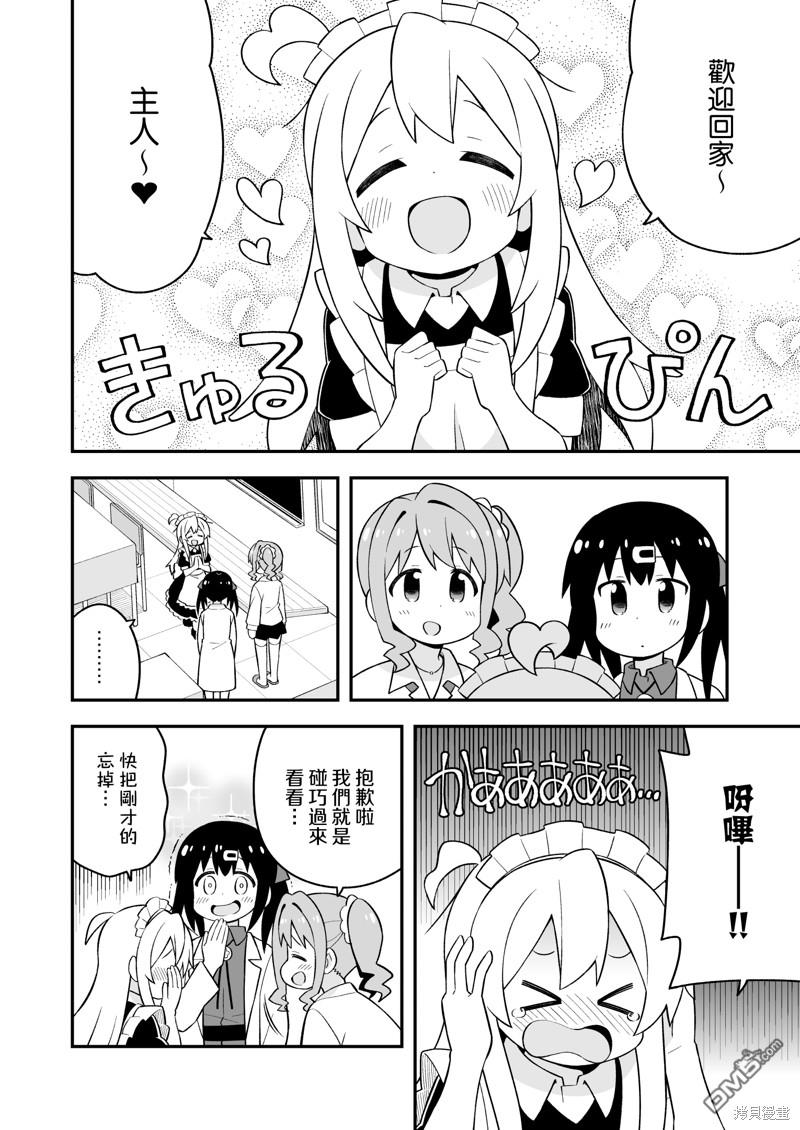 歡迎回家～
主人～♥
きゅるぴん
………
呀嗶——!!
かあああああ…
抱歉啦
我們就是
碰巧過來
看看…
快把剛才的
忘掉…
DMB.com
拷貝漫畫